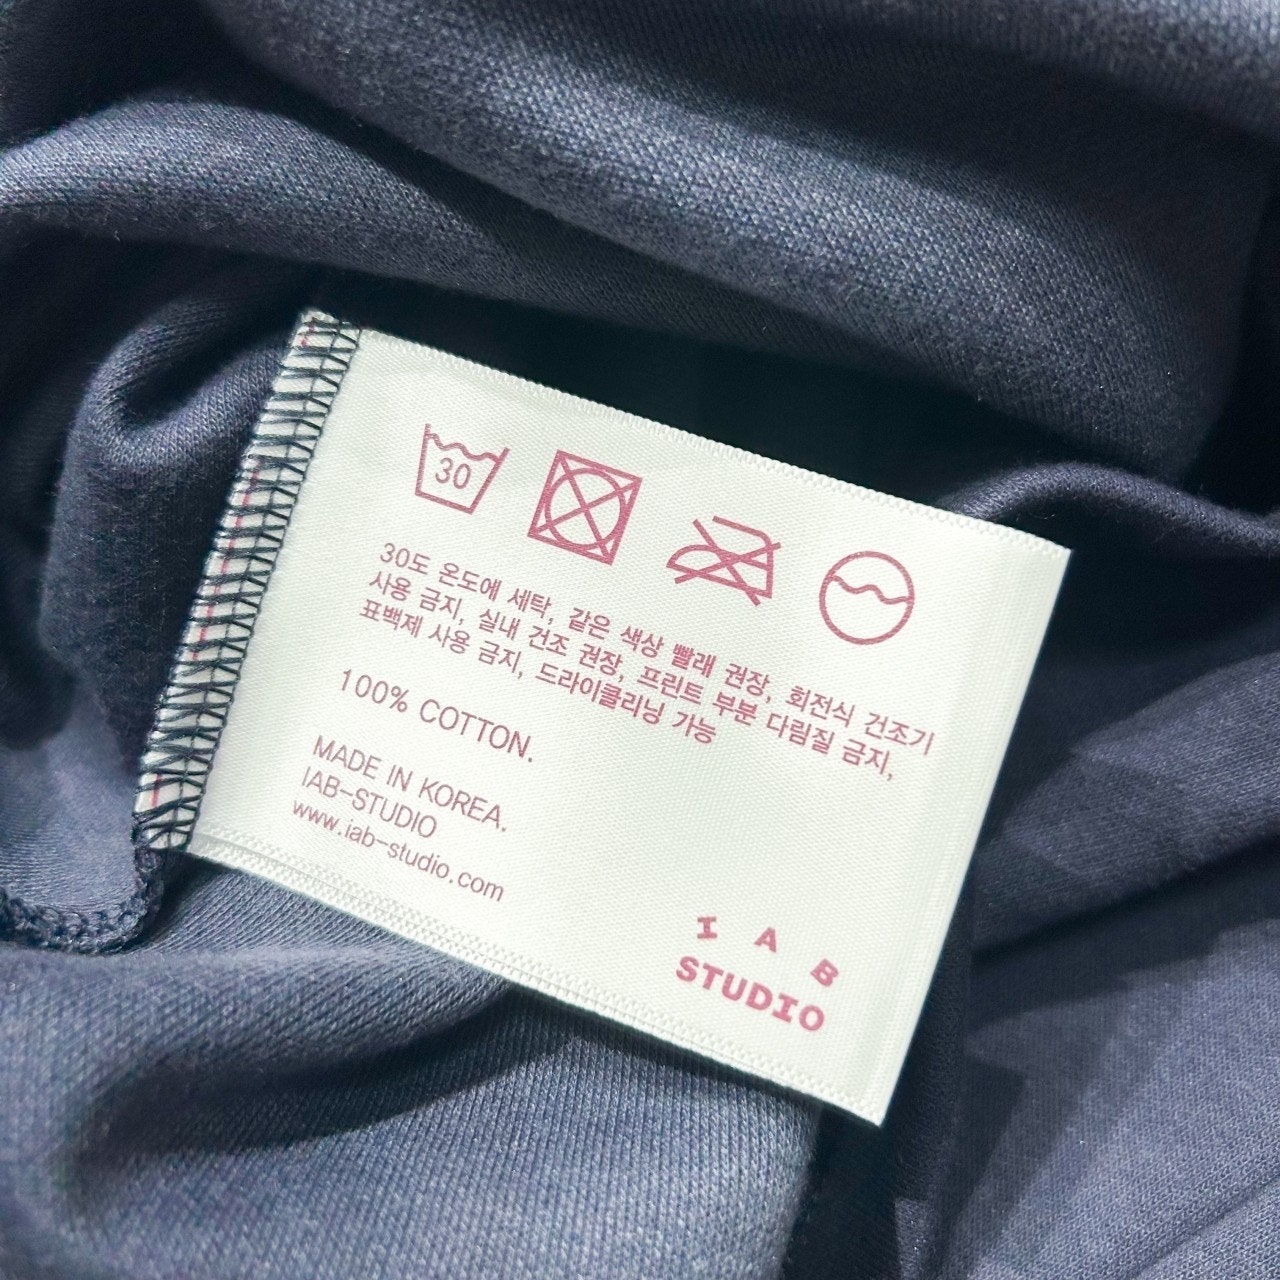 30
30도 온도에 세탁, 같은 색상 빨래 권장, 회전식 건조기
사용 금지, 실내 건조 권장, 프린트 부분 다림질 금지,
표백제 사용 금지, 드라이클리닝 가능
100% COTTON.
MADE IN KOREA.
IAB-STUDIO
www.iab-studio.com
I A B
STUDIO